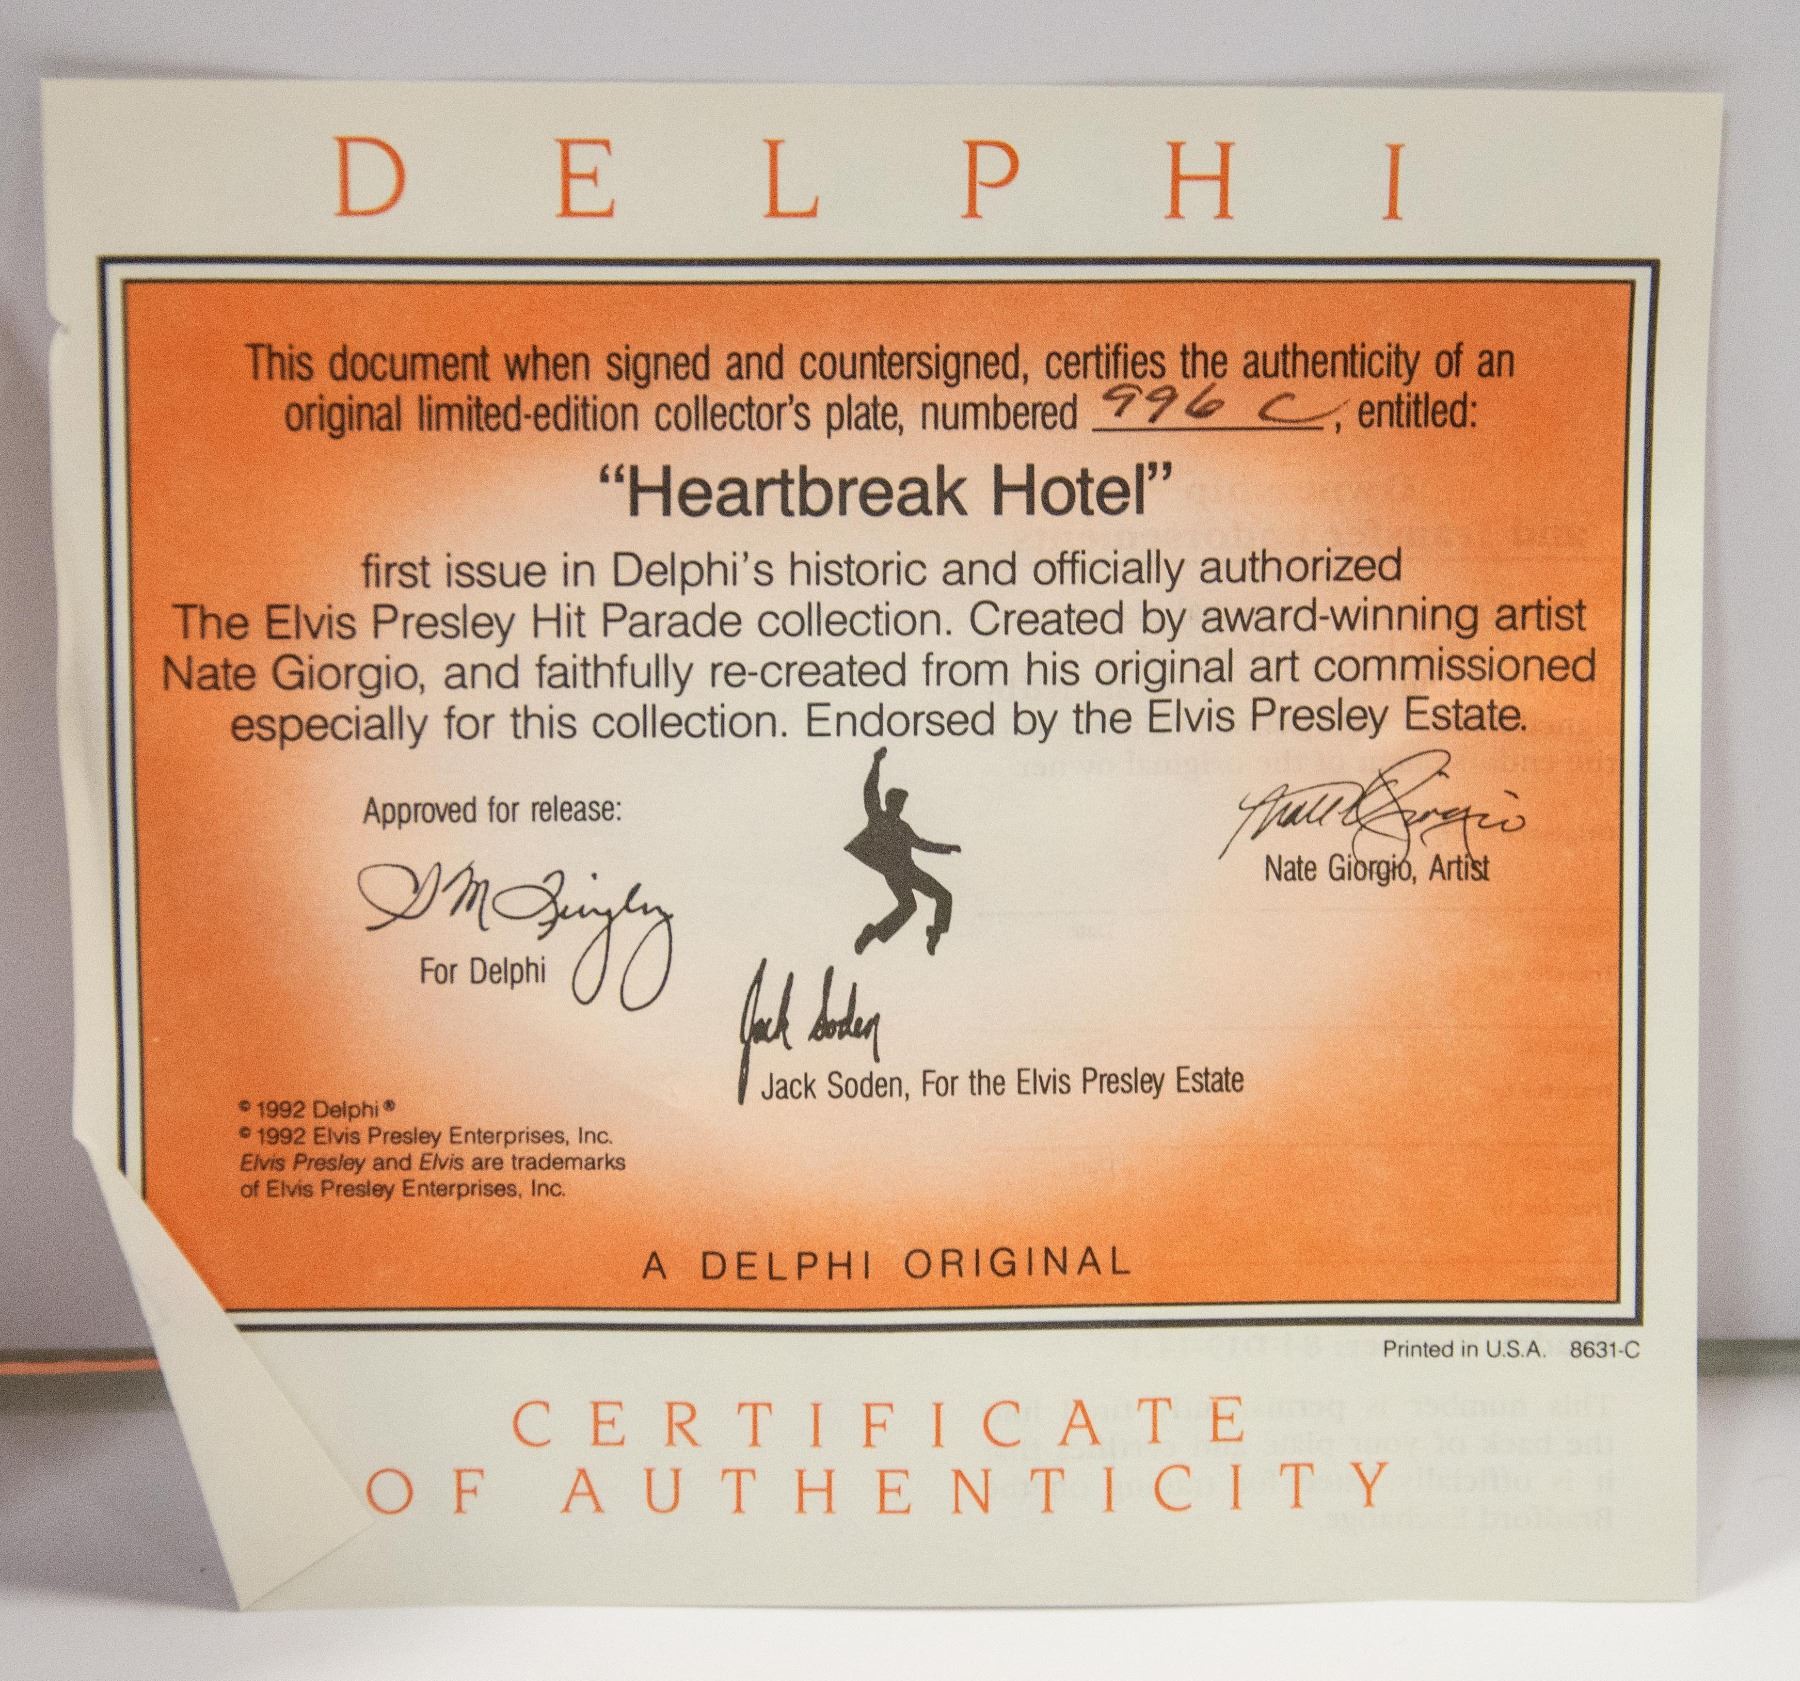 DELPHI
This document when signed and countersigned, certifies the authenticity of an
original limited-edition collector's plate, numbered 996 C, entitled:
“Heartbreak Hotel”
first issue in Delphi's historic and officially authorized
The Elvis Presley Hit Parade collection. Created by award-winning artist
Nate Giorgio, and faithfully re-created from his original art commissioned
especially for this collection. Endorsed by the Elvis Presley Estate.
Approved for release:
Nate Giorgio
Nate Giorgio, Artist
For Delphi
Jack Soden
Jack Soden, For the Elvis Presley Estate
© 1992 Delphi®
© 1992 Elvis Presley Enterprises, Inc.
Elvis Presley and Elvis are trademarks
of Elvis Presley Enterprises, Inc.
A DELPHI ORIGINAL
Printed in U.S.A. 8631-C
CERTIFICATE
OF AUTHENTICITY